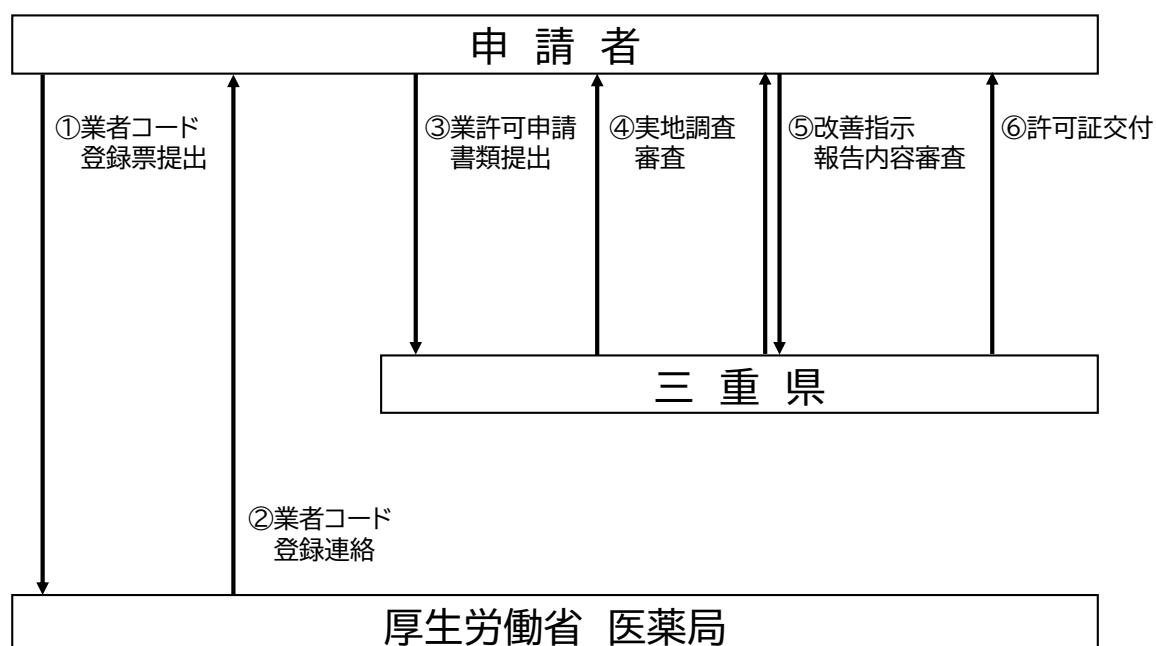 申 請 者
①業者コード
登録票提出
③業許可申請
書類提出
④実地調査
審査
⑤改善指示
報告内容審査
⑥許可証交付
三 重 県
②業者コード
登録連絡
厚生労働省 医薬局